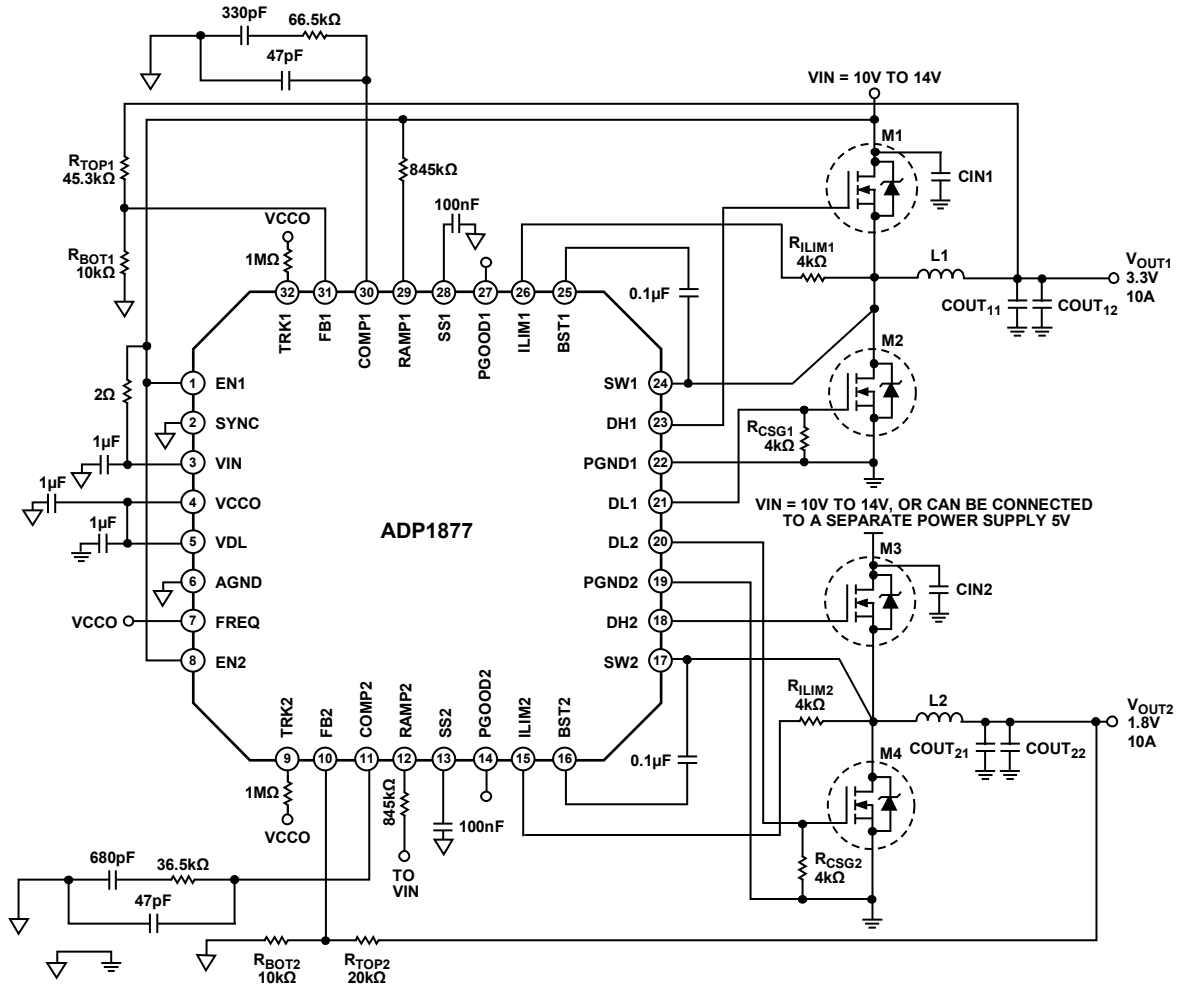 330pF
66.5kΩ
47pF
VIN = 10V TO 14V
M1
RTOP1
45.3kΩ
845kΩ
CIN1
VCCO
100nF
RBOT1
10kΩ
1MΩ
RILIM1
4kΩ
L1
VOUT1
3.3V
10A
0.1µF
COUT11
COUT12
32
31
30
29
28
27
26
25
TRK1
FB1
COMP1
RAMP1
SS1
PGOOD1
ILIM1
BST1
M2
2Ω
1
EN1
SW1
24
2
SYNC
DH1
23
RCSG1
4kΩ
1µF
3
VIN
PGND1
22
1µF
4
VCCO
DL1
21
VIN = 10V TO 14V, OR CAN BE CONNECTED
TO A SEPARATE POWER SUPPLY 5V
ADP1877
1µF
5
VDL
DL2
20
M3
6
AGND
PGND2
19
CIN2
VCCO
7
FREQ
DH2
18
8
EN2
SW2
17
RILIM2
4kΩ
L2
VOUT2
1.8V
10A
TRK2
FB2
COMP2
RAMP2
SS2
PGOOD2
ILIM2
BST2
COUT21
COUT22
9
10
11
12
13
14
15
16
0.1µF
M4
1MΩ
845kΩ
VCCO
100nF
TO
VIN
RCSG2
4kΩ
680pF
36.5kΩ
47pF
RBOT2
10kΩ
RTOP2
20kΩ